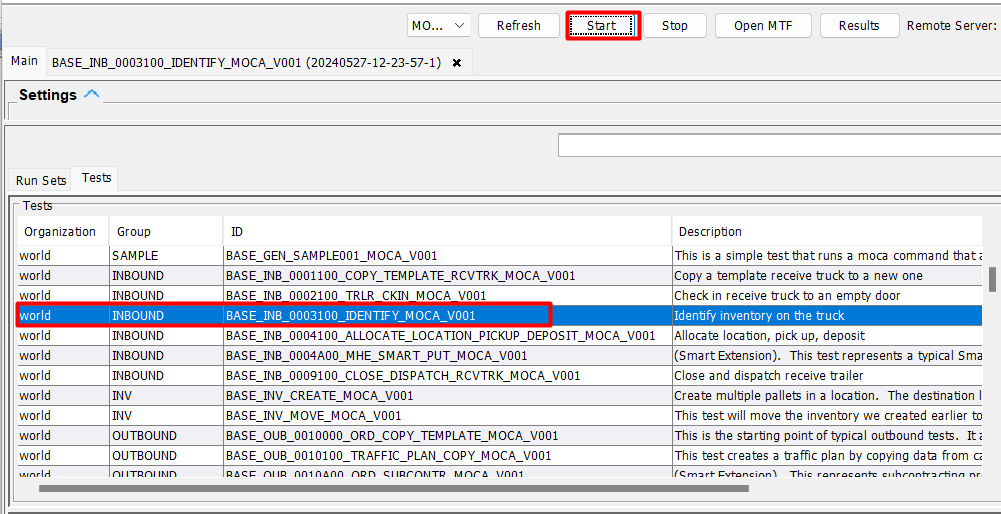 MO... Refresh Start Stop Open MTF Results Remote Server:
Main BASE_INB_0003100_IDENTIFY_MOCA_V001 (20240527-12-23-57-1)
Settings
Run Sets Tests
Tests
Organization Group ID Description
world SAMPLE BASE_GEN_SAMPLE001_MOCA_V001 This is a simple test that runs a moca command that
world INBOUND BASE_INB_0001100_COPY_TEMPLATE_RCVTRK_MOCA_V001 Copy a template receive truck to a new one
world INBOUND BASE_INB_0002100_TRLR_CKIN_MOCA_V001 Check in receive truck to an empty door
world INBOUND BASE_INB_0003100_IDENTIFY_MOCA_V001 Identify inventory on the truck
world INBOUND BASE_INB_0004100_ALLOCATE_LOCATION_PICKUP_DEPOSIT_MOCA_V001 Allocate location, pick up, deposit
world INBOUND BASE_INB_0004A00_MHE_SMART_PUT_MOCA_V001 (Smart Extension). This test represents a typical Sma
world INBOUND BASE_INB_0009100_CLOSE_DISPATCH_RCVTRK_MOCA_V001 Close and dispatch receive trailer
world INV BASE_INV_CREATE_MOCA_V001 Create multiple pallets in a location. The destination l
world INV BASE_INV_MOVE_MOCA_V001 This test will move the inventory we created earlier to
world OUTBOUND BASE_OUB_0010000_ORD_COPY_TEMPLATE_MOCA_V001 This is the starting point of typical outbound tests. It a
world OUTBOUND BASE_OUB_0010100_TRAFFIC_PLAN_COPY_MOCA_V001 This test creates a traffic plan by copying data from ca
world OUTBOUND BASE_OUB_0010A00_ORD_SUBCONTR_MOCA_V001 (Smart Extension). This represents subcontracting pr